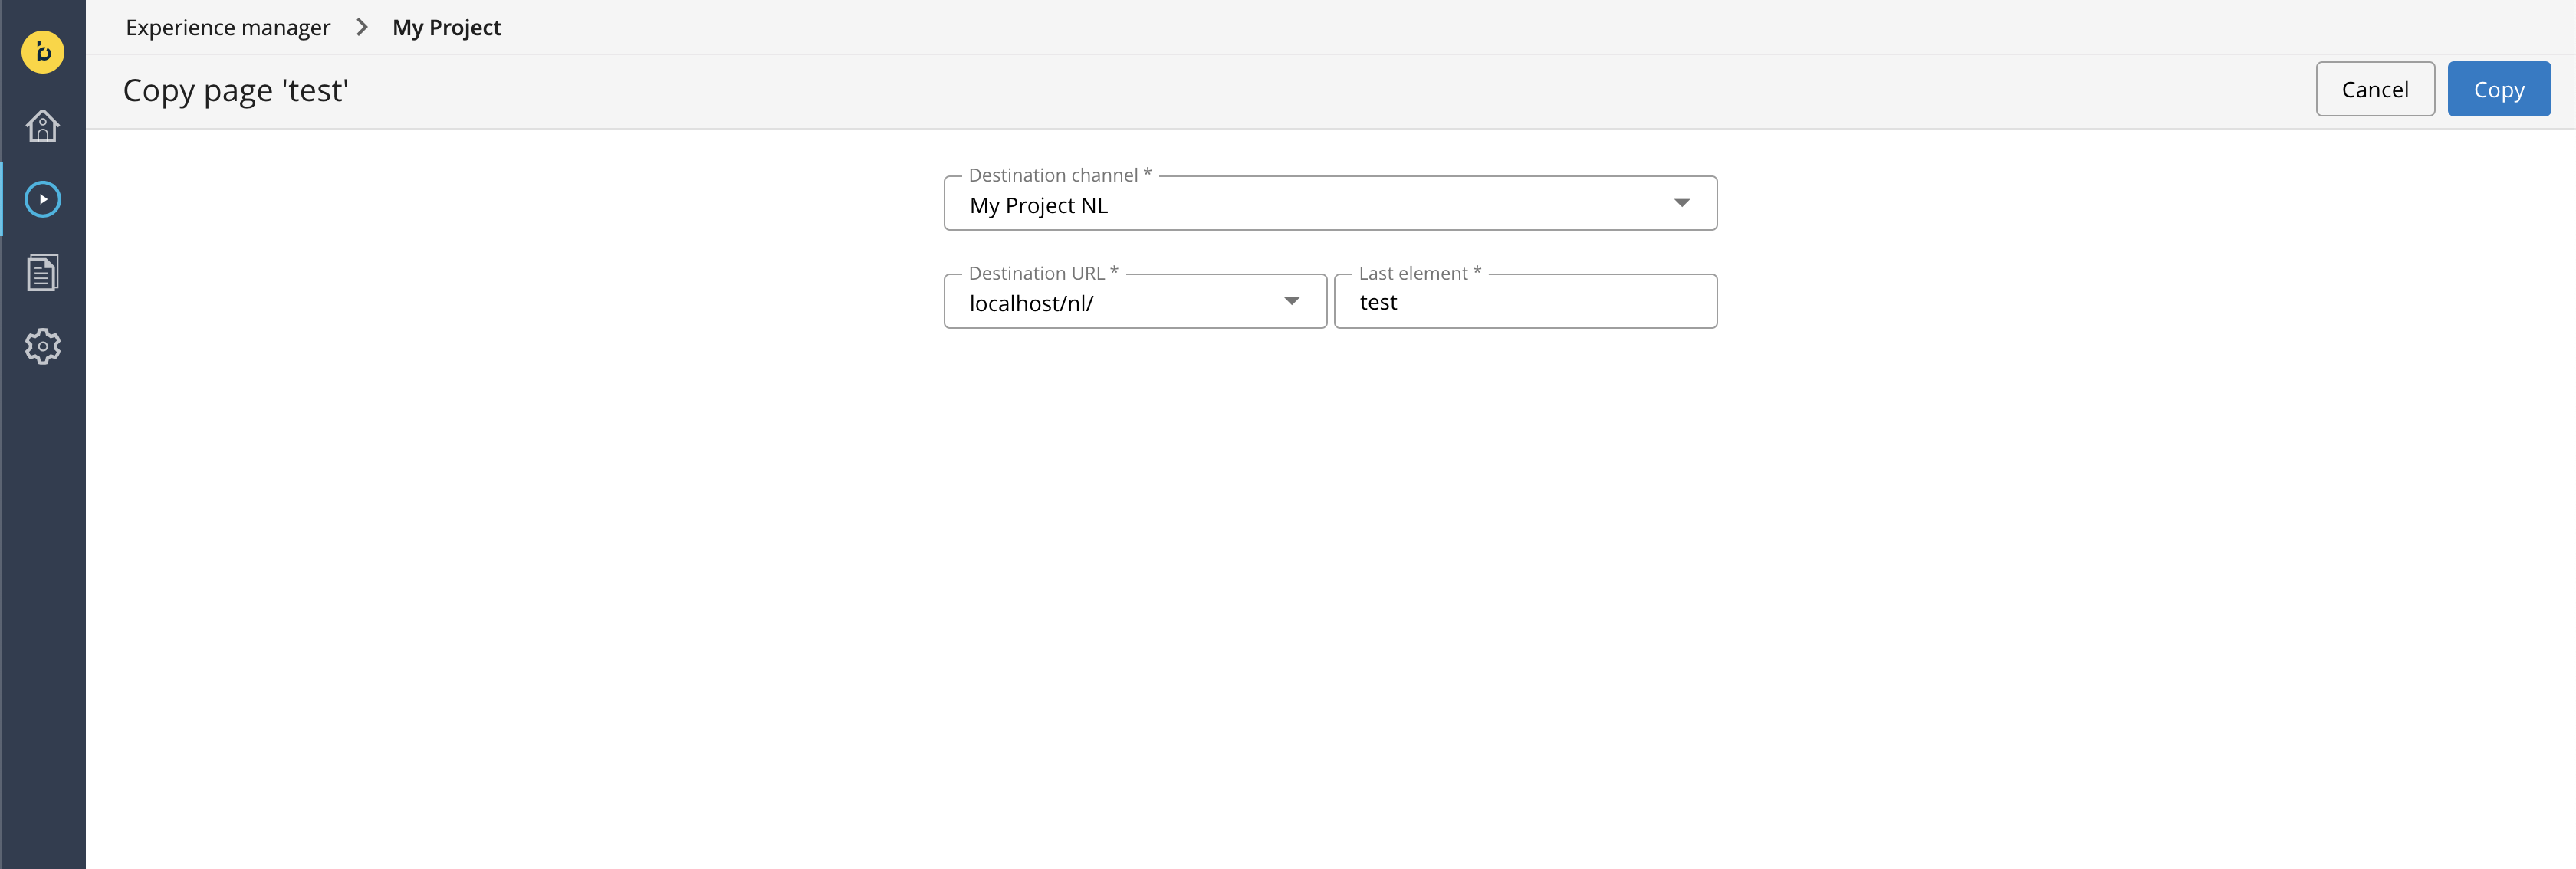 Experience manager > My Project
Copy page 'test'
Cancel
Copy
Destination channel *
My Project NL
Destination URL *
localhost/nl/
Last element *
test